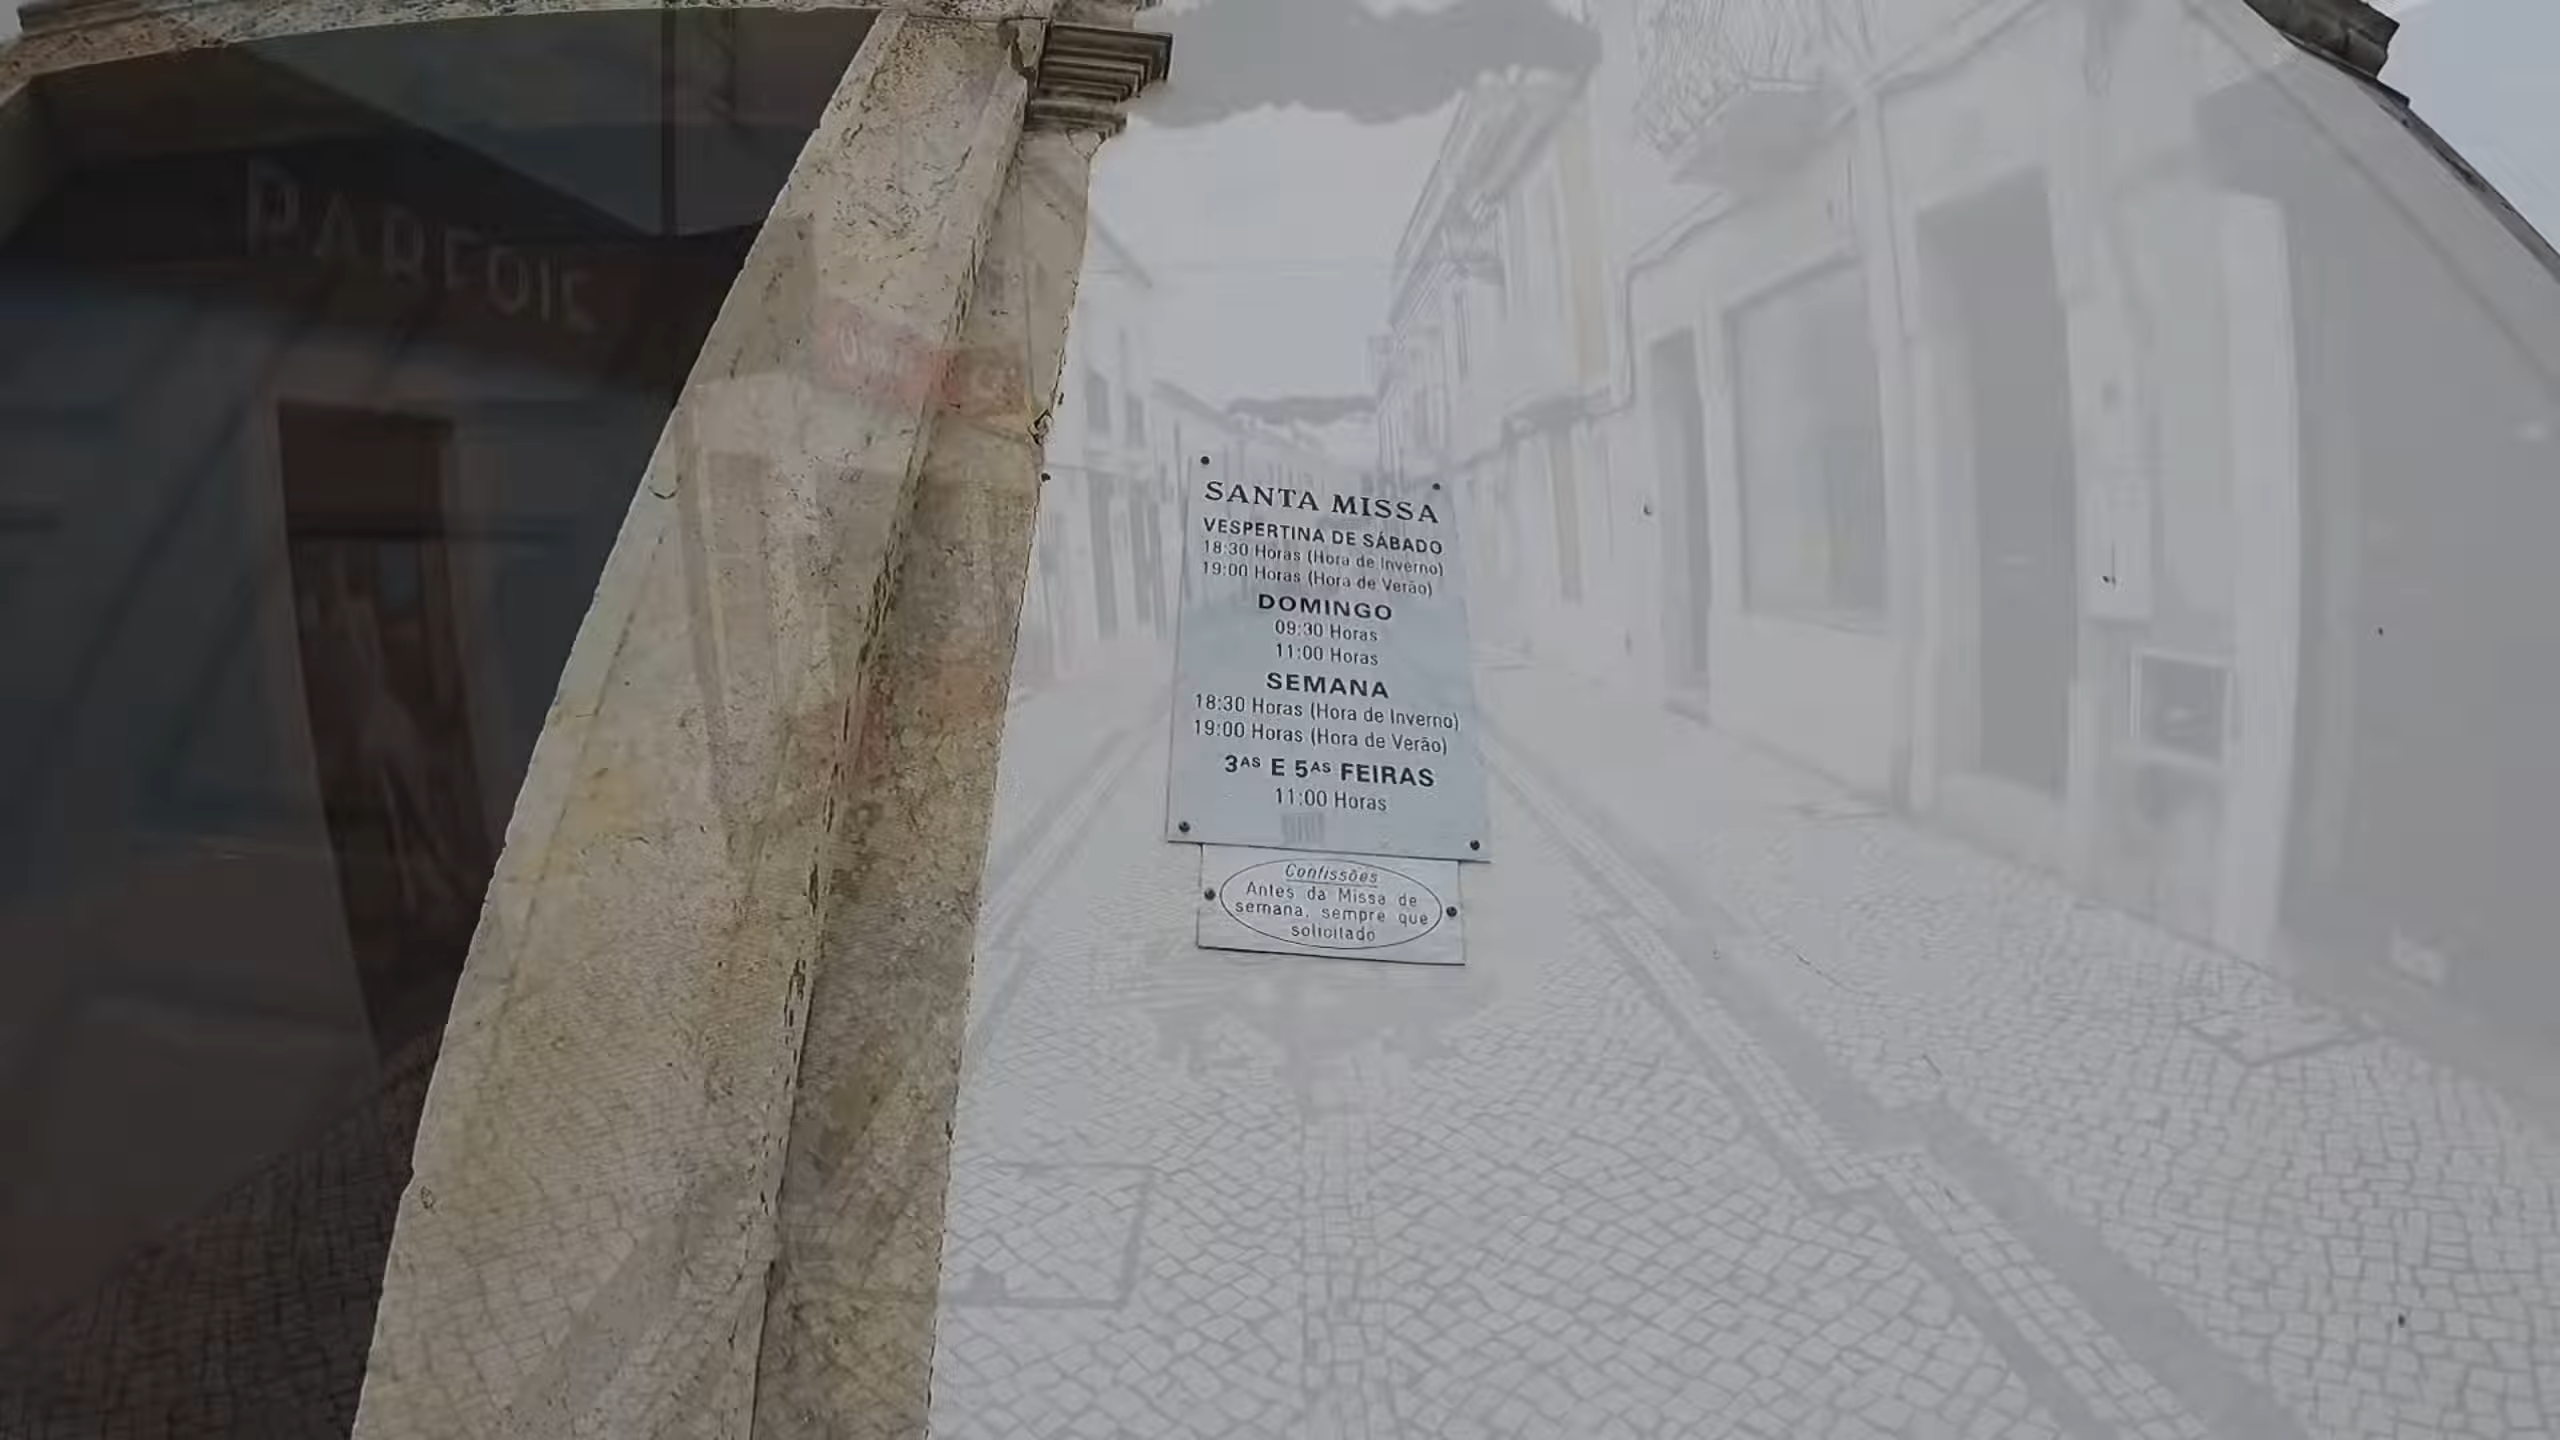 SANTA MISSA
VESPERTINA DE SÁBADO
18:30 Horas (Hora de Inverno)
19:00 Horas (Hora de Verão)
DOMINGO
09:30 Horas
11:00 Horas
SEMANA
18:30 Horas (Hora de Inverno)
19:00 Horas (Hora de Verão)
3AS E 5AS FEIRAS
11:00 Horas
Confissões
Antes da Missa de
semana, sempre que
solicitado